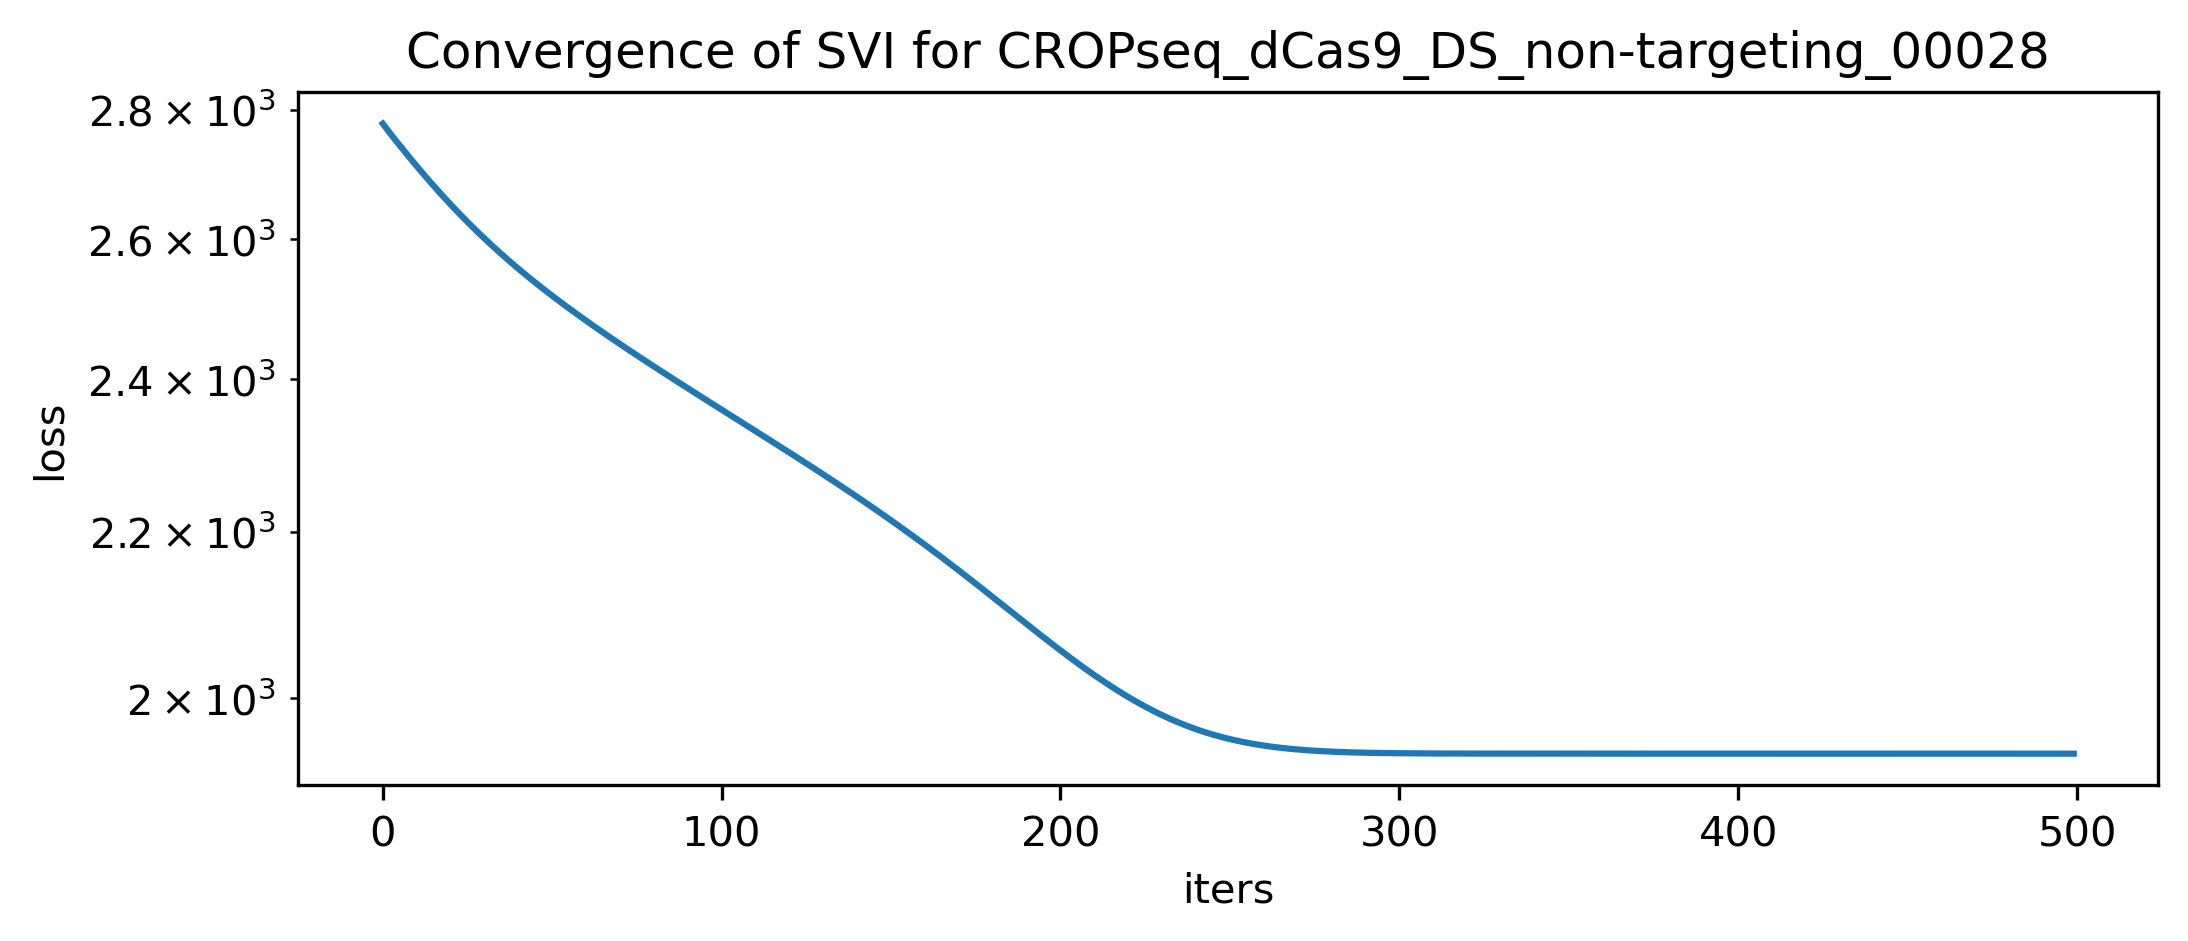 Convergence of SVI for CROPseq_dCas9_DS_non-targeting_00028
2.8 × 10³
2.6 × 10³
2.4 × 10³
2.2 × 10³
2 × 10³
loss
0 100 200 300 400 500
iters